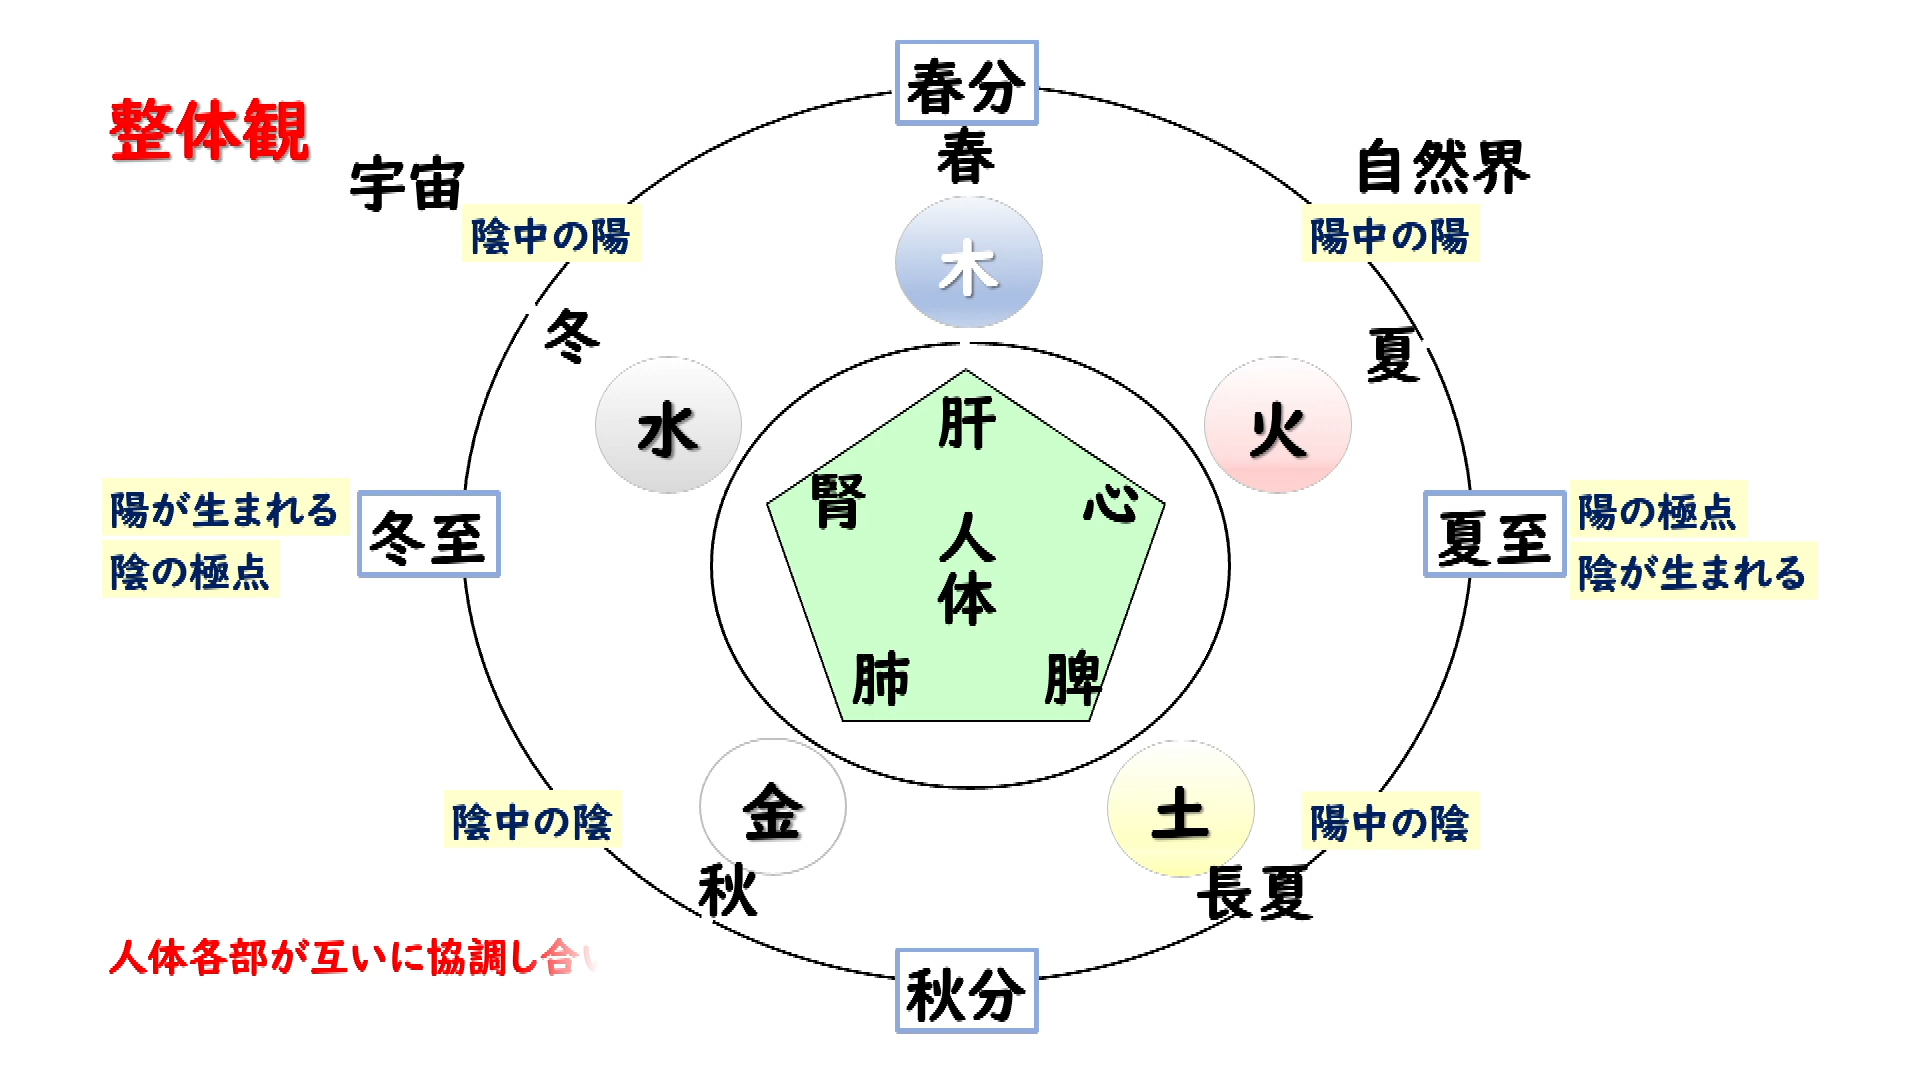 春分
整体観
春
自然界
宇宙
陰中の陽
陽中の陽
木
冬
夏
水
火
肝
腎
心
陽が生まれる
冬至
人
体
夏至
陽の極点
陰の極点
陰が生まれる
肺
脾
陰中の陰
金
土
陽中の陰
秋
長夏
人体各部が互いに協調し合い
秋分